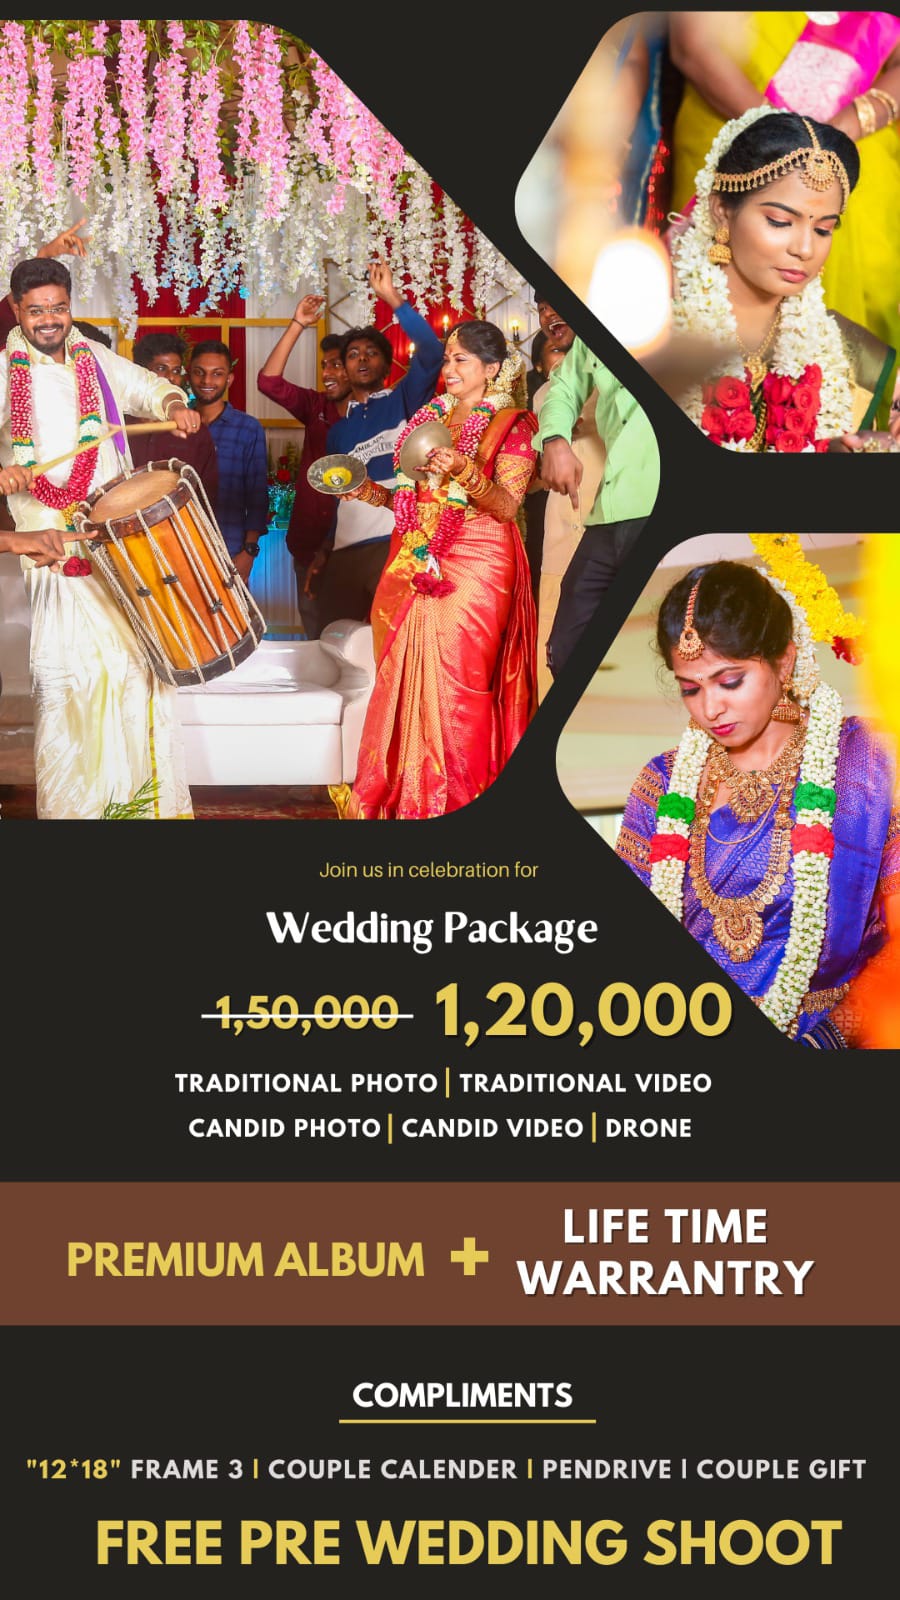 Join us in celebration for
Wedding Package
1,50,000 1,20,000
TRADITIONAL PHOTO | TRADITIONAL VIDEO
CANDID PHOTO | CANDID VIDEO | DRONE
PREMIUM ALBUM + LIFE TIME WARRANTRY
COMPLIMENTS
"12*18" FRAME 3 | COUPLE CALENDER | PENDRIVE | COUPLE GIFT
FREE PRE WEDDING SHOOT